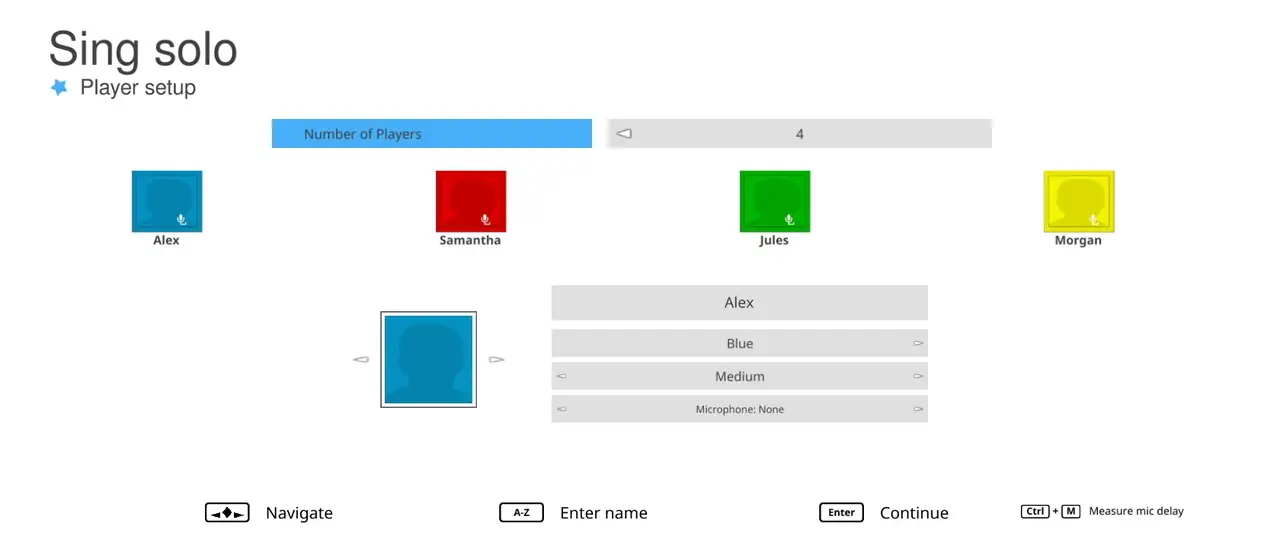 Sing solo
Player setup
Number of Players 4
Alex Samantha Jules Morgan
Alex
Blue
Medium
Microphone: None
Navigate A-Z Enter name Enter Continue Ctrl + M Measure mic delay